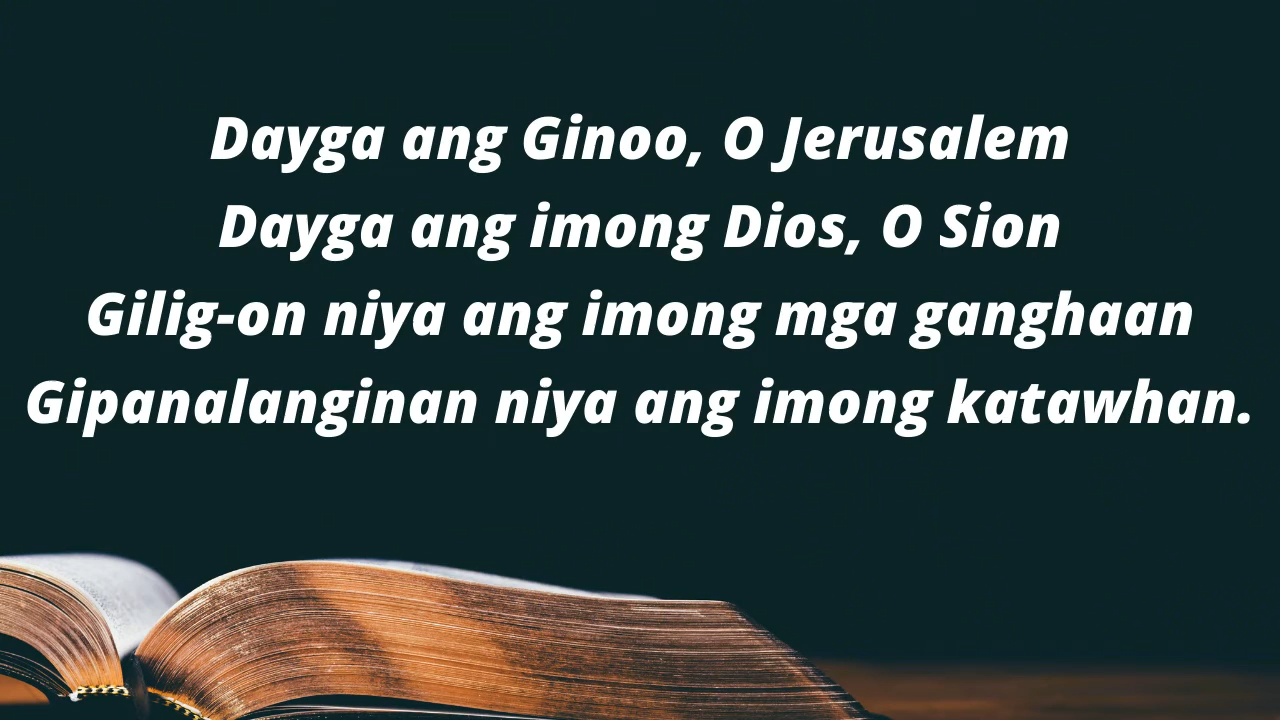 Dayga ang Ginoo, O Jerusalem
Dayga ang imong Dios, O Sion
Gilig-on niya ang imong mga ganghaan
Gipanalanginan niya ang imong katawhan.